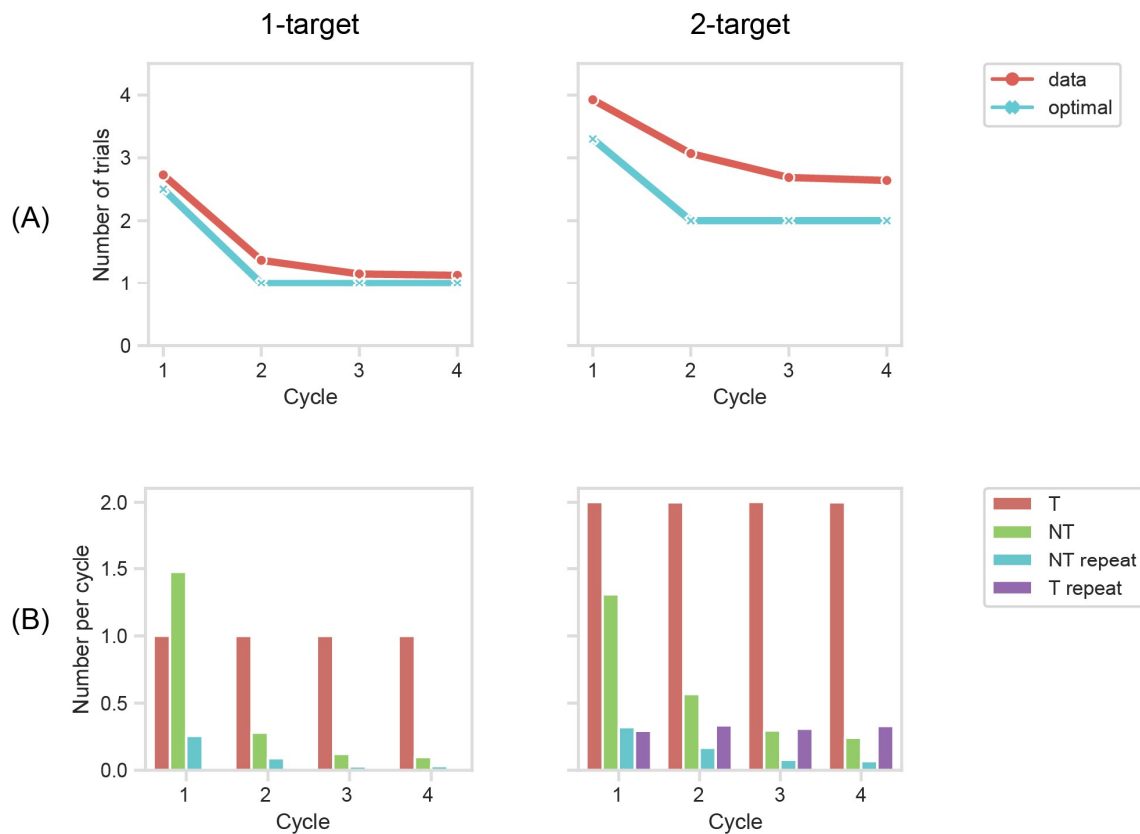 1-target
2-target
(A)
Number of trials
4
3
2
1
0
1 2 3 4
Cycle
1 2 3 4
Cycle
data
optimal
(B)
Number per cycle
2.0
1.5
1.0
0.5
0.0
1 2 3 4
Cycle
1 2 3 4
Cycle
T
NT
NT repeat
T repeat